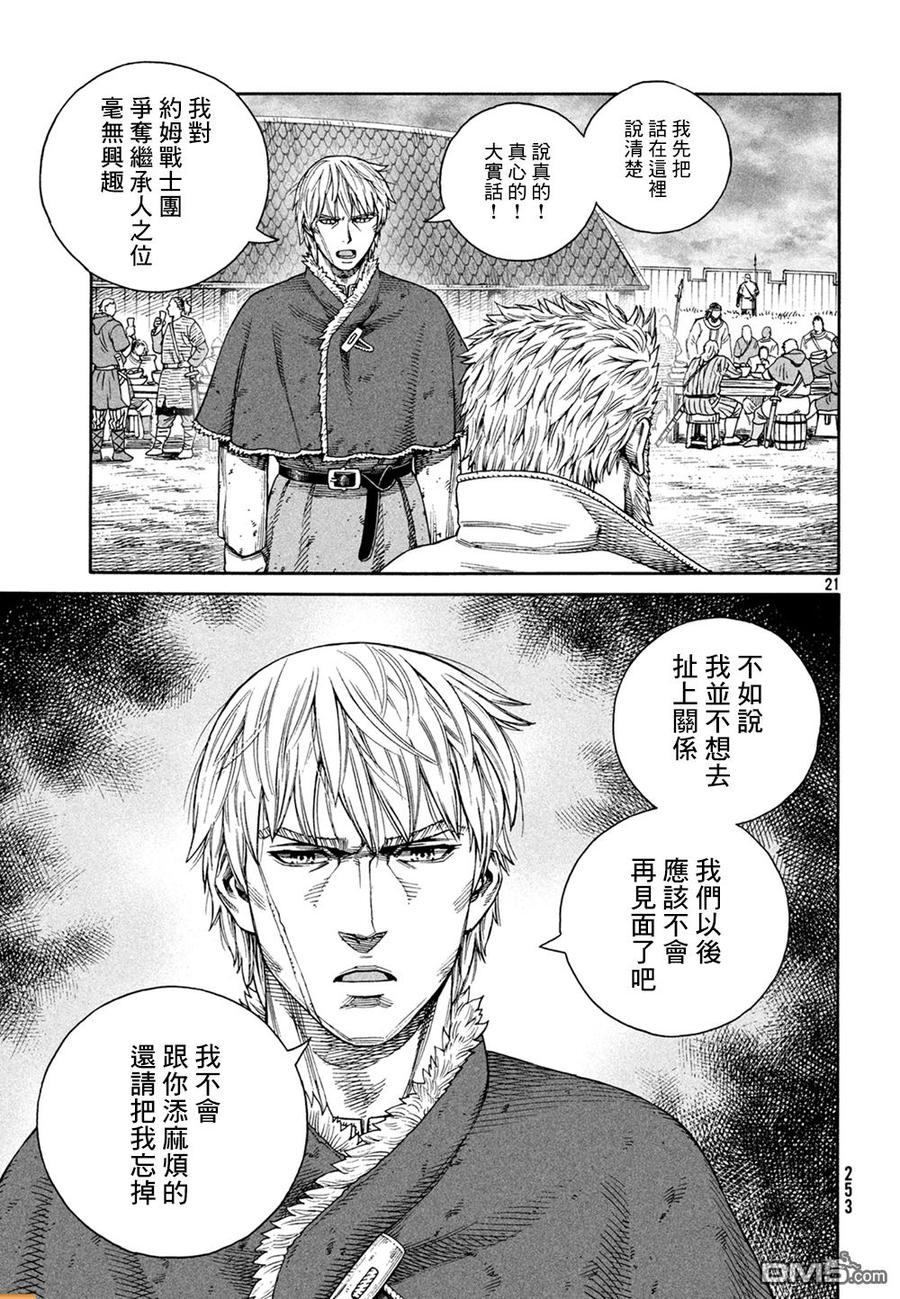 我先把
話在這裡
說清楚
說真的！
真心的！
大實話！
我對
約姆戰士團
爭奪繼承人之位
毫無興趣
21
不如說
我並不想去
扯上關係
我們以後
應該不會
再見面了吧
我不會
跟你添麻煩的
還請把我忘掉
253
DM5.com